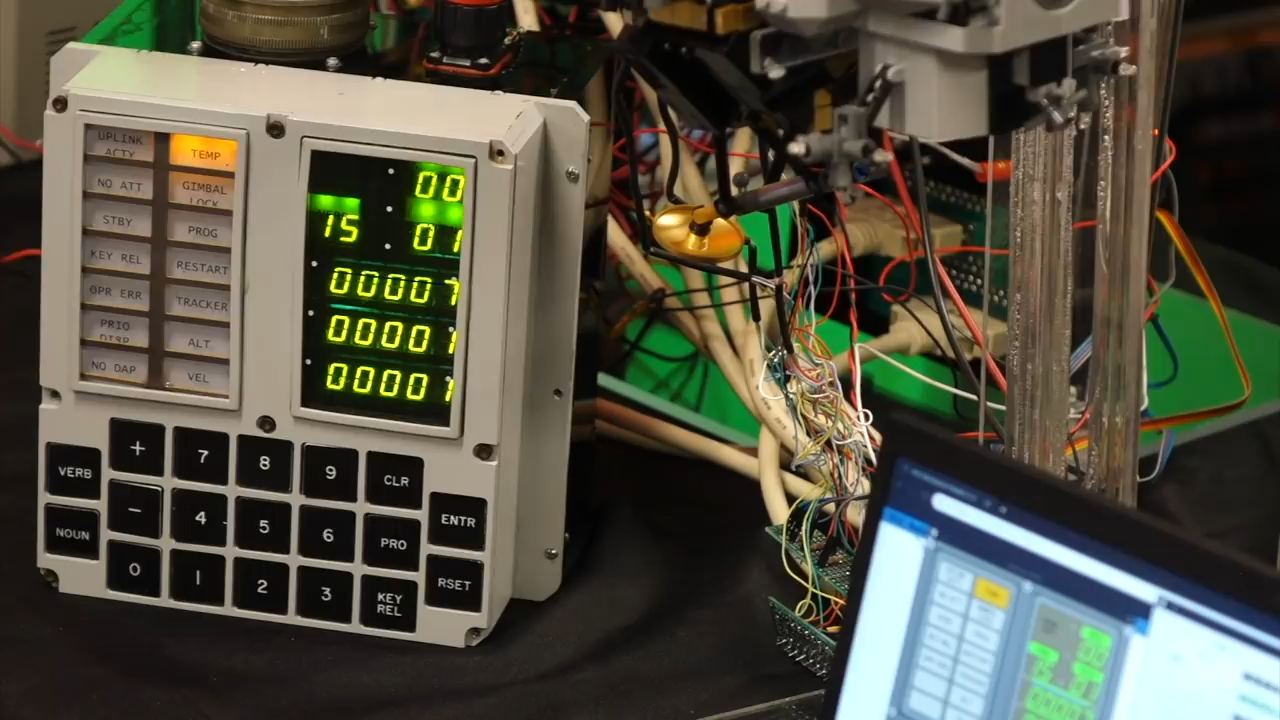 UPLINK
ACTY
TEMP
NO ATT
GIMBAL
LOCK
STBY
PROG
KEY REL
RESTART
OPR ERR
TRACKER
PRIO
DISP
ALT
NO DAP
VEL
00
15 01
00007
00001
00001
VERB
+
7
8
9
CLR
ENTR
NOUN
−
4
5
6
PRO
RSET
0
1
2
3
KEY
REL